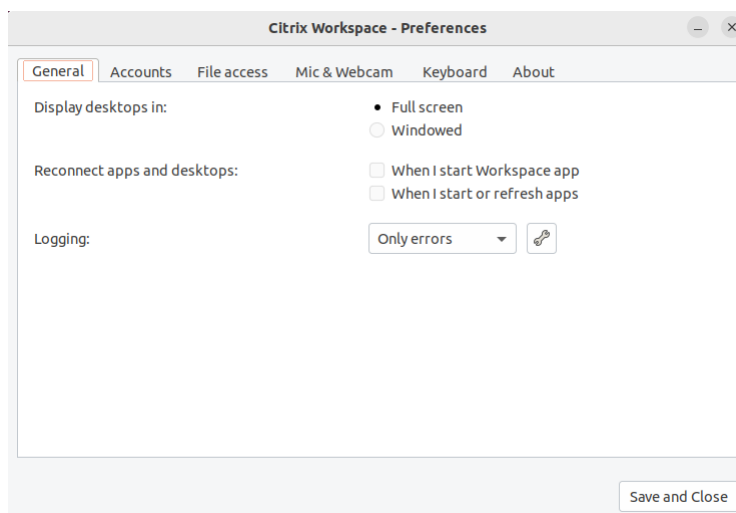 Citrix Workspace - Preferences
General Accounts File access Mic & Webcam Keyboard About
Display desktops in: Full screen
Windowed
Reconnect apps and desktops: When I start Workspace app
When I start or refresh apps
Logging: Only errors
Save and Close